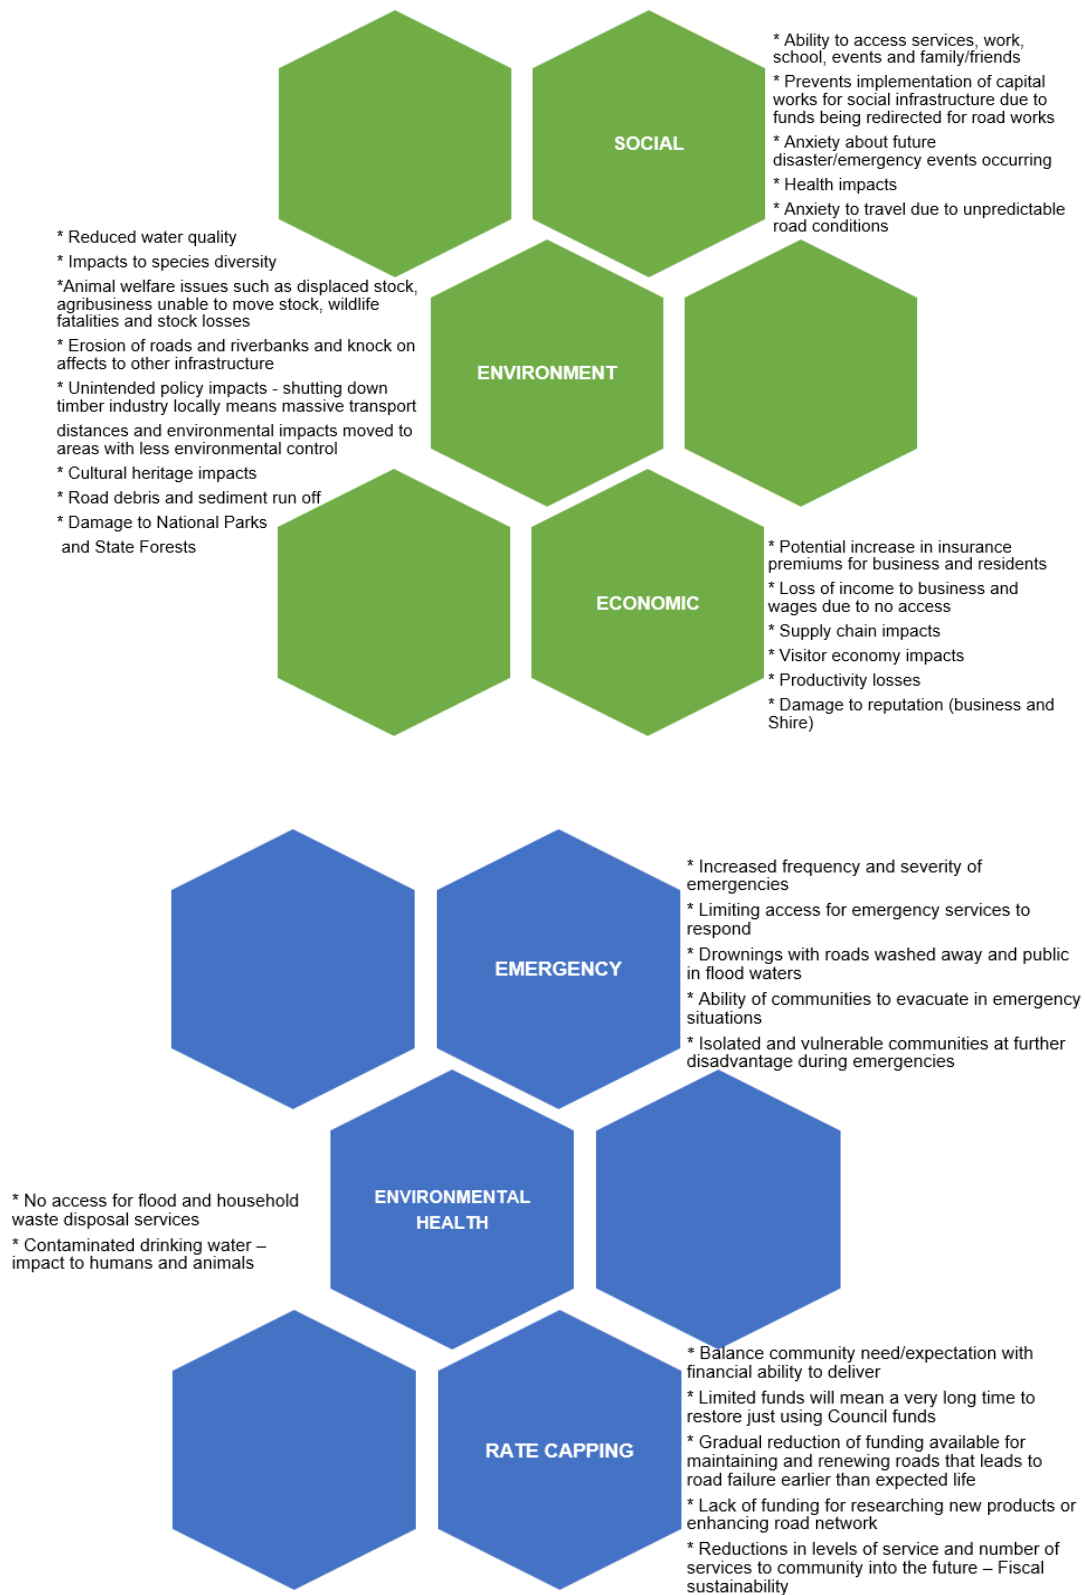 SOCIAL
* Ability to access services, work,
school, events and family/friends
* Prevents implementation of capital
works for social infrastructure due to
funds being redirected for road works
* Anxiety about future
disaster/emergency events occurring
* Health impacts
* Anxiety to travel due to unpredictable
road conditions
* Reduced water quality
* Impacts to species diversity
*Animal welfare issues such as displaced stock,
agribusiness unable to move stock, wildlife
fatalities and stock losses
* Erosion of roads and riverbanks and knock on
affects to other infrastructure
* Unintended policy impacts - shutting down
timber industry locally means massive transport
distances and environmental impacts moved to
areas with less environmental control
* Cultural heritage impacts
* Road debris and sediment run off
* Damage to National Parks
and State Forests
ENVIRONMENT
ECONOMIC
* Potential increase in insurance
premiums for business and residents
* Loss of income to business and
wages due to no access
* Supply chain impacts
* Visitor economy impacts
* Productivity losses
* Damage to reputation (business and
Shire)
EMERGENCY
* Increased frequency and severity of
emergencies
* Limiting access for emergency services to
respond
* Drownings with roads washed away and public
in flood waters
* Ability of communities to evacuate in emergency
situations
* Isolated and vulnerable communities at further
disadvantage during emergencies
* No access for flood and household
waste disposal services
* Contaminated drinking water –
impact to humans and animals
ENVIRONMENTAL
HEALTH
RATE CAPPING
* Balance community need/expectation with
financial ability to deliver
* Limited funds will mean a very long time to
restore just using Council funds
* Gradual reduction of funding available for
maintaining and renewing roads that leads to
road failure earlier than expected life
* Lack of funding for researching new products or
enhancing road network
* Reductions in levels of service and number of
services to community into the future – Fiscal
sustainability